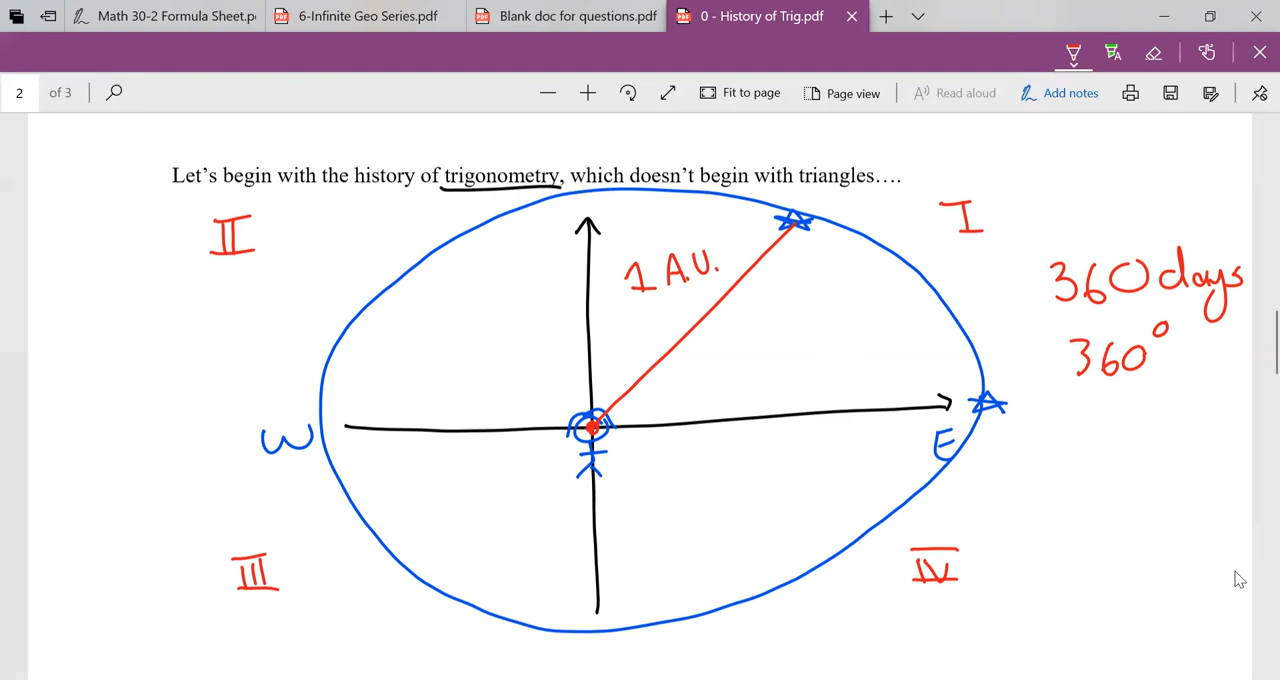 Math 30-2 Formula Sheet.p
6-Infinite Geo Series.pdf
Blank doc for questions.pdf
0 - History of Trig.pdf
2 of 3
Fit to page
Page view
Read aloud
Add notes
Let's begin with the history of trigonometry, which doesn't begin with triangles….
II
I
1 A.U.
360 days
360°
W
E
III
IV